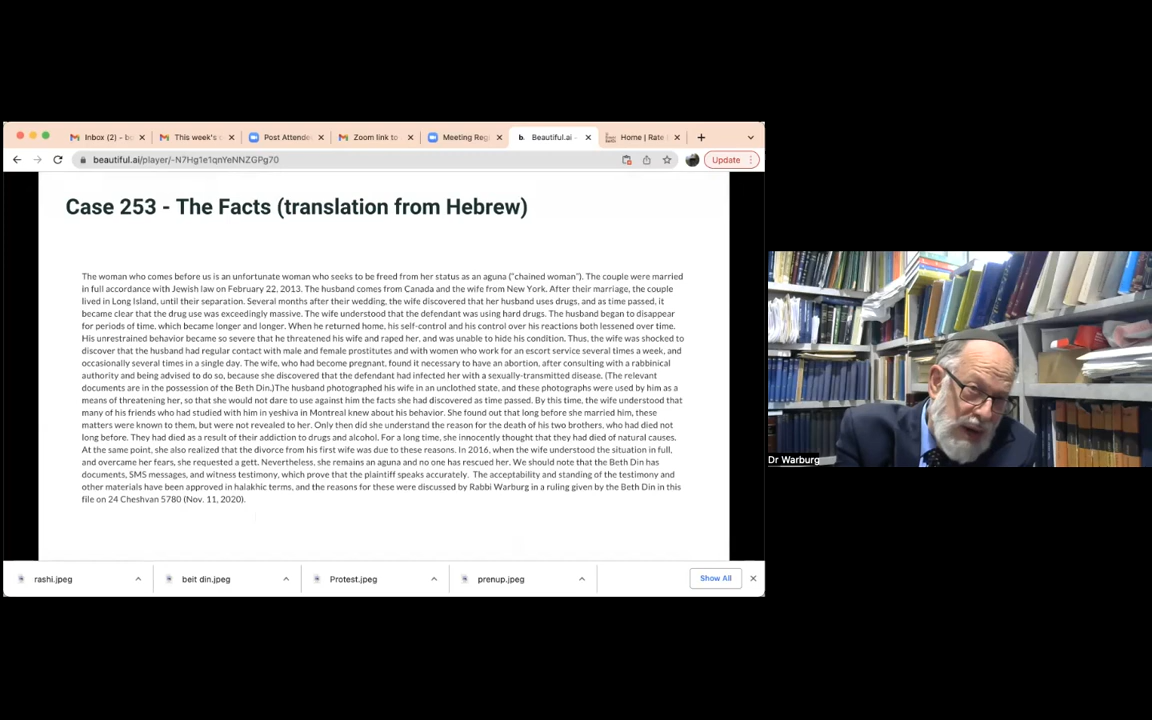 Inbox (2) - bo
This week's c
Post Attende
Zoom link to
Meeting Reg
b. Beautiful.ai -
Home | Rate
beautiful.ai/player/-N7Hg1e1qnYeNNZGPg70
Update
Case 253 - The Facts (translation from Hebrew)
The woman who comes before us is an unfortunate woman who seeks to be freed from her status as an aguna ("chained woman"). The couple were married
in full accordance with Jewish law on February 22, 2013. The husband comes from Canada and the wife from New York. After their marriage, the couple
lived in Long Island, until their separation. Several months after their wedding, the wife discovered that her husband uses drugs, and as time passed, it
became clear that the drug use was exceedingly massive. The wife understood that the defendant was using hard drugs. The husband began to disappear
for periods of time, which became longer and longer. When he returned home, his self-control and his control over his reactions both lessened over time.
His unrestrained behavior became so severe that he threatened his wife and raped her, and was unable to hide his condition. Thus, the wife was shocked to
discover that the husband had regular contact with male and female prostitutes and with women who work for an escort service several times a week, and
occasionally several times in a single day. The wife, who had become pregnant, found it necessary to have an abortion, after consulting with a rabbinical
authority and being advised to do so, because she discovered that the defendant had infected her with a sexually-transmitted disease. (The relevant
documents are in the possession of the Beth Din.)The husband photographed his wife in an unclothed state, and these photographs were used by him as a
means of threatening her, so that she would not dare to use against him the facts she had discovered as time passed. By this time, the wife understood that
many of his friends who had studied with him in yeshiva in Montreal knew about his behavior. She found out that long before she married him, these
matters were known to them, but were not revealed to her. Only then did she understand the reason for the death of his two brothers, who had died not
long before. They had died as a result of their addiction to drugs and alcohol. For a long time, she innocently thought that they had died of natural causes.
At the same point, she also realized that the divorce from his first wife was due to these reasons. In 2016, when the wife understood the situation in full,
and overcame her fears, she requested a gett. Nevertheless, she remains an aguna and no one has rescued her. We should note that the Beth Din has
documents, SMS messages, and witness testimony, which prove that the plaintiff speaks accurately. The acceptability and standing of the testimony and
other materials have been approved in halakhic terms, and the reasons for these were discussed by Rabbi Warburg in a ruling given by the Beth Din in this
file on 24 Cheshvan 5780 (Nov. 11, 2020).
Dr Warburg
rashi.jpeg
beit din.jpeg
Protest.jpeg
prenup.jpeg
Show All